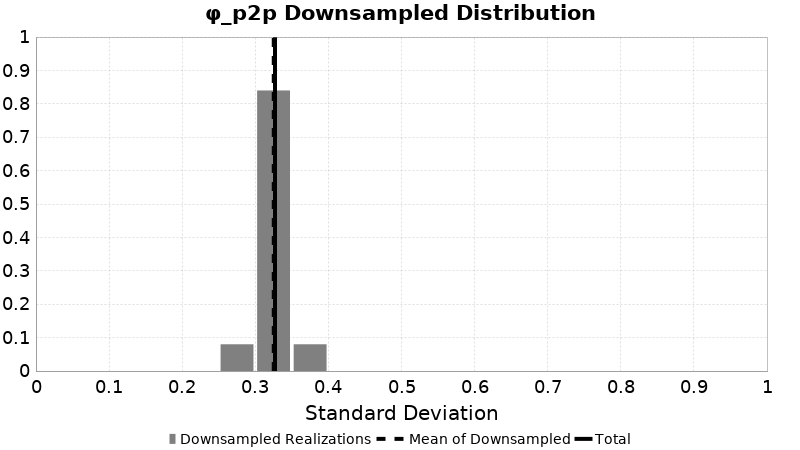 φ_p2p Downsampled Distribution
1
0.9
0.8
0.7
0.6
0.5
0.4
0.3
0.2
0.1
0
0 0.1 0.2 0.3 0.4 0.5 0.6 0.7 0.8 0.9 1
Standard Deviation
Downsampled Realizations Mean of Downsampled Total